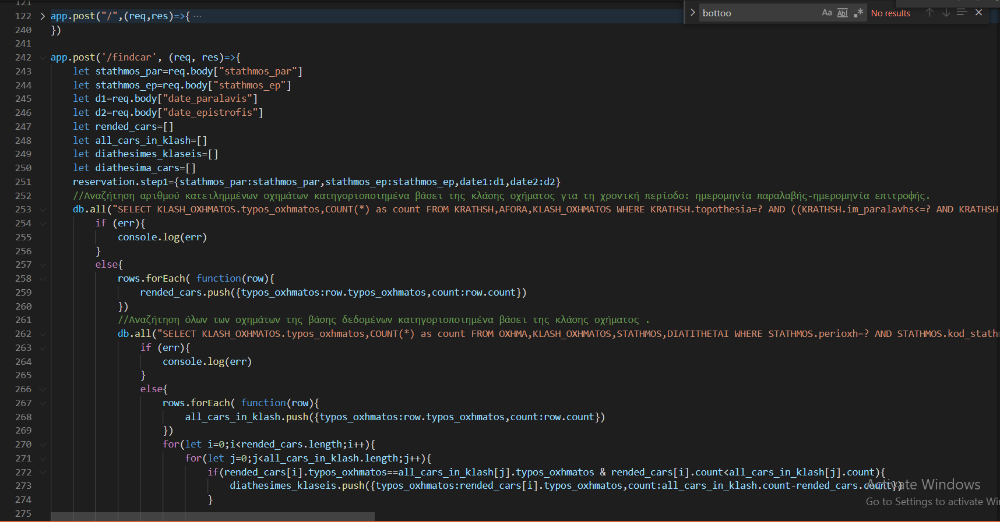 121
bottoo Aa Abl .* No results
122 app.post("/",(req,res)=>{ ...
240 })
241
242 app.post('/findcar', (req, res)=>{
243 let stathmos_par=req.body["stathmos_par"]
244 let stathmos_ep=req.body["stathmos_ep"]
245 let d1=req.body["date_paralavis"]
246 let d2=req.body["date_epistrofis"]
247 let rended_cars=[]
248 let all_cars_in_klash=[]
249 let diathesimes_klaseis=[]
250 let diathesima_cars=[]
251 reservation.step1={stathmos_par:stathmos_par,stathmos_ep:stathmos_ep,date1:d1,date2:d2}
252 //Αναζήτηση αριθμού κατειλημμένων οχημάτων κατηγοριοποιημένα βάσει της κλάσης οχήματος για τη χρονική περίοδο: ημερομηνία παραλαβής-ημερομηνία επιτροφής.
253 db.all("SELECT KLASH_OXHMATOS.typos_oxhmatos,COUNT(*) as count FROM KRATHSH,AFORA,KLASH_OXHMATOS WHERE KRATHSH.topothesia=? AND ((KRATHSH.im_paralavhs<=? AND KRATHSH
254 if (err){
255 console.log(err)
256 }
257 else{
258 rows.forEach( function(row){
259 rended_cars.push({typos_oxhmatos:row.typos_oxhmatos,count:row.count})
260 })
261 //Αναζήτηση όλων των οχημάτων της βάσης δεδομένων κατηγοριοποιημένα βάσει της κλάσης οχήματος .
262 db.all("SELECT KLASH_OXHMATOS.typos_oxhmatos,COUNT(*) as count FROM OXHMA,KLASH_OXHMATOS,STATHMOS,DIATITHETAI WHERE STATHMOS.perioxh=? AND STATHMOS.kod_stath
263 if (err){
264 console.log(err)
265 }
266 else{
267 rows.forEach( function(row){
268 all_cars_in_klash.push({typos_oxhmatos:row.typos_oxhmatos,count:row.count})
269 })
270 for(let i=0;i<rended_cars.length;i++){
271 for(let j=0;j<all_cars_in_klash.length;j++){
272 if(rended_cars[i].typos_oxhmatos==all_cars_in_klash[j].typos_oxhmatos & rended_cars[i].count<all_cars_in_klash[j].count){
273 diathesimes_klaseis.push({typos_oxhmatos:rended_cars[i].typos_oxhmatos,count:all_cars_in_klash.count-rended_cars.count})
Activate Windows
274 }
Go to Settings to activate Wi
275